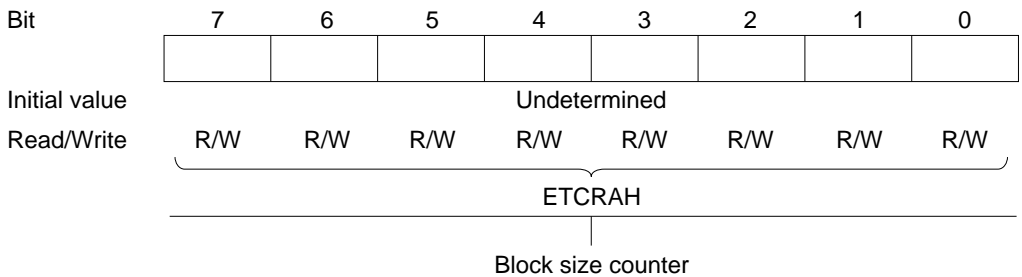 Bit 7 6 5 4 3 2 1 0
Initial value Undetermined
Read/Write R/W R/W R/W R/W R/W R/W R/W R/W
ETCRAH
Block size counter